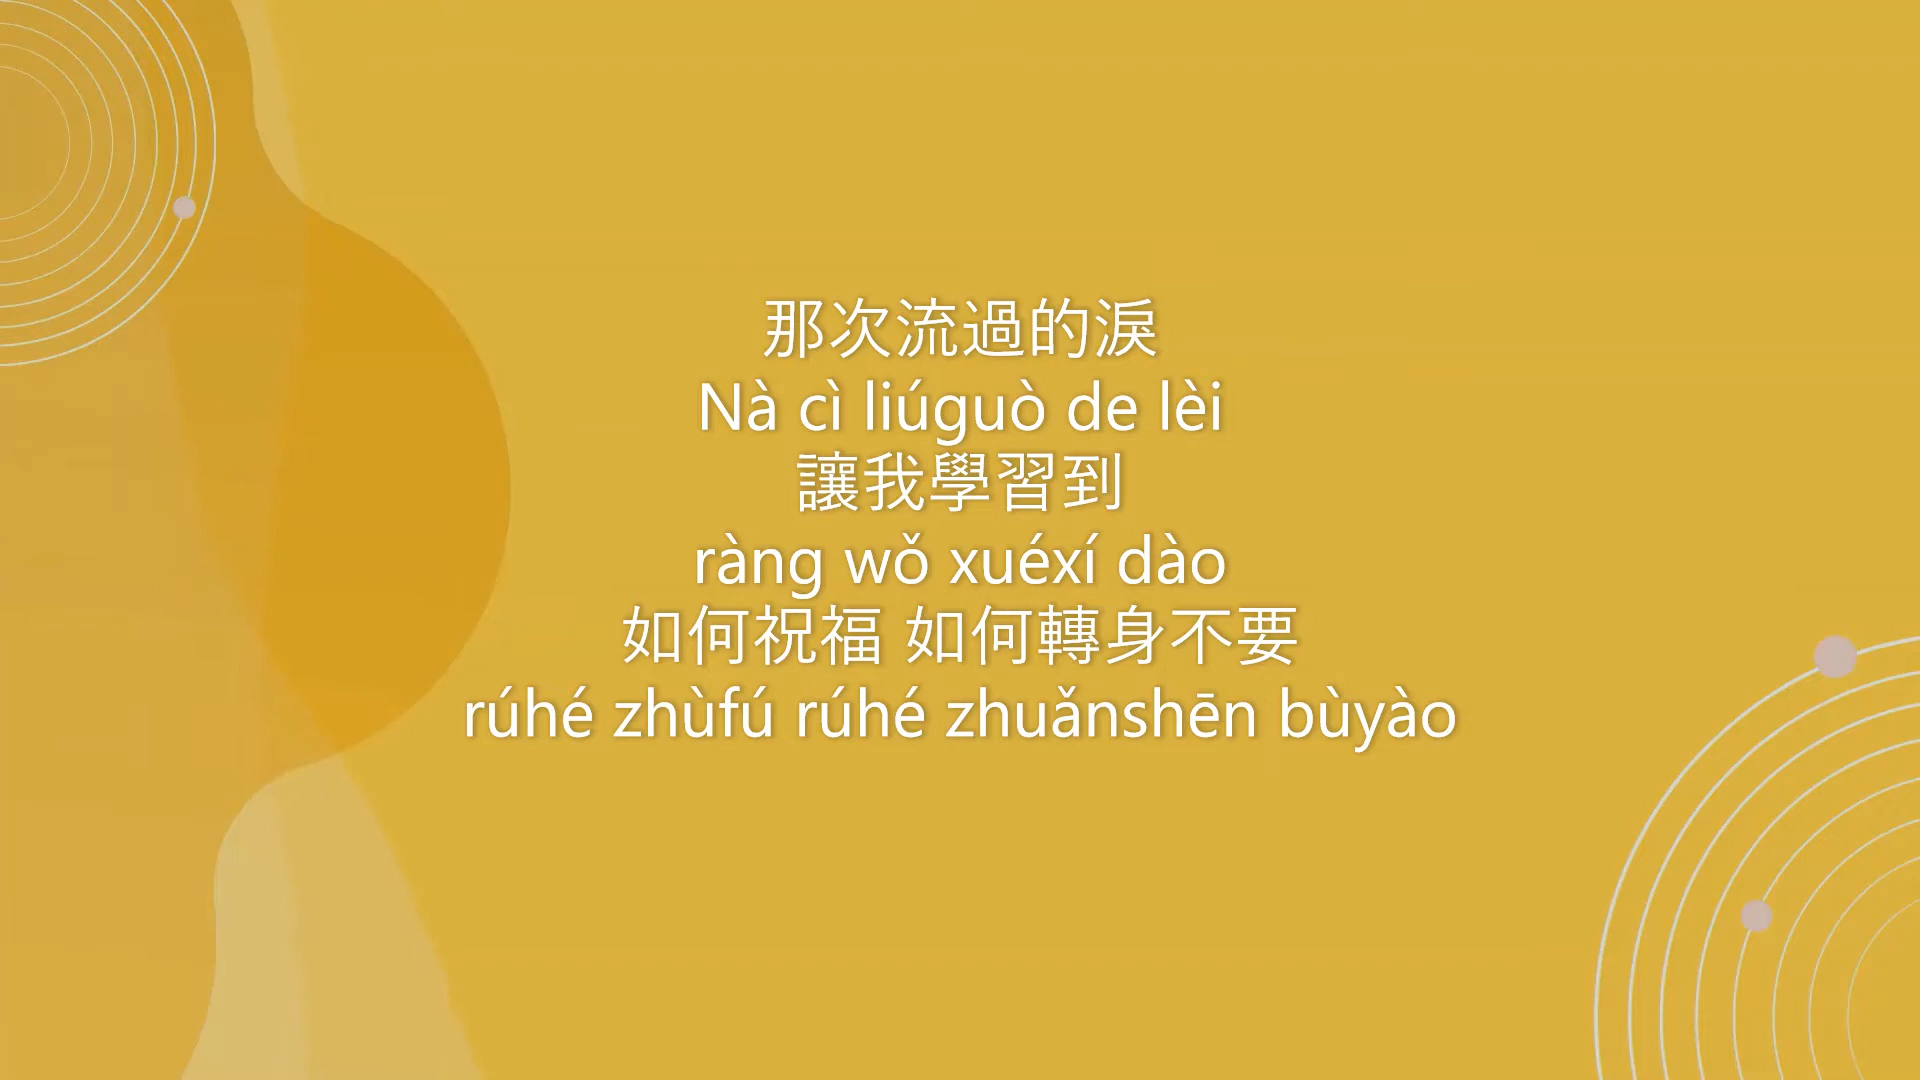 那次流過的淚
Nà cì liúguò de lèi
讓我學習到
ràng wǒ xuéxí dào
如何祝福 如何轉身不要
rúhé zhùfú rúhé zhuǎnshēn bùyào